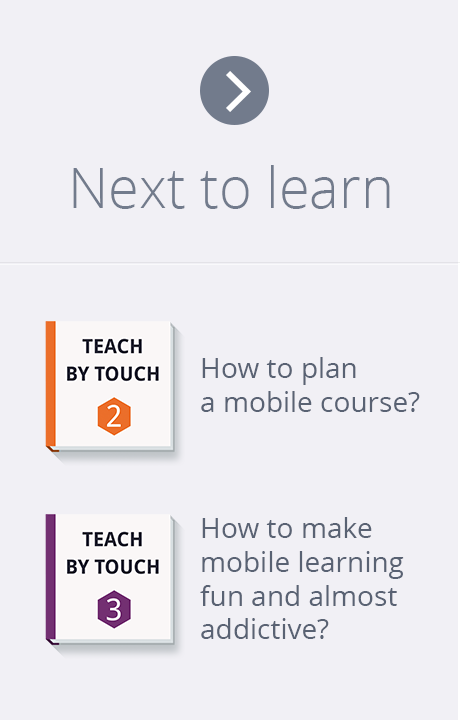 Next to learn
TEACH
BY TOUCH
2
How to plan
a mobile course?
TEACH
BY TOUCH
3
How to make
mobile learning
fun and almost
addictive?